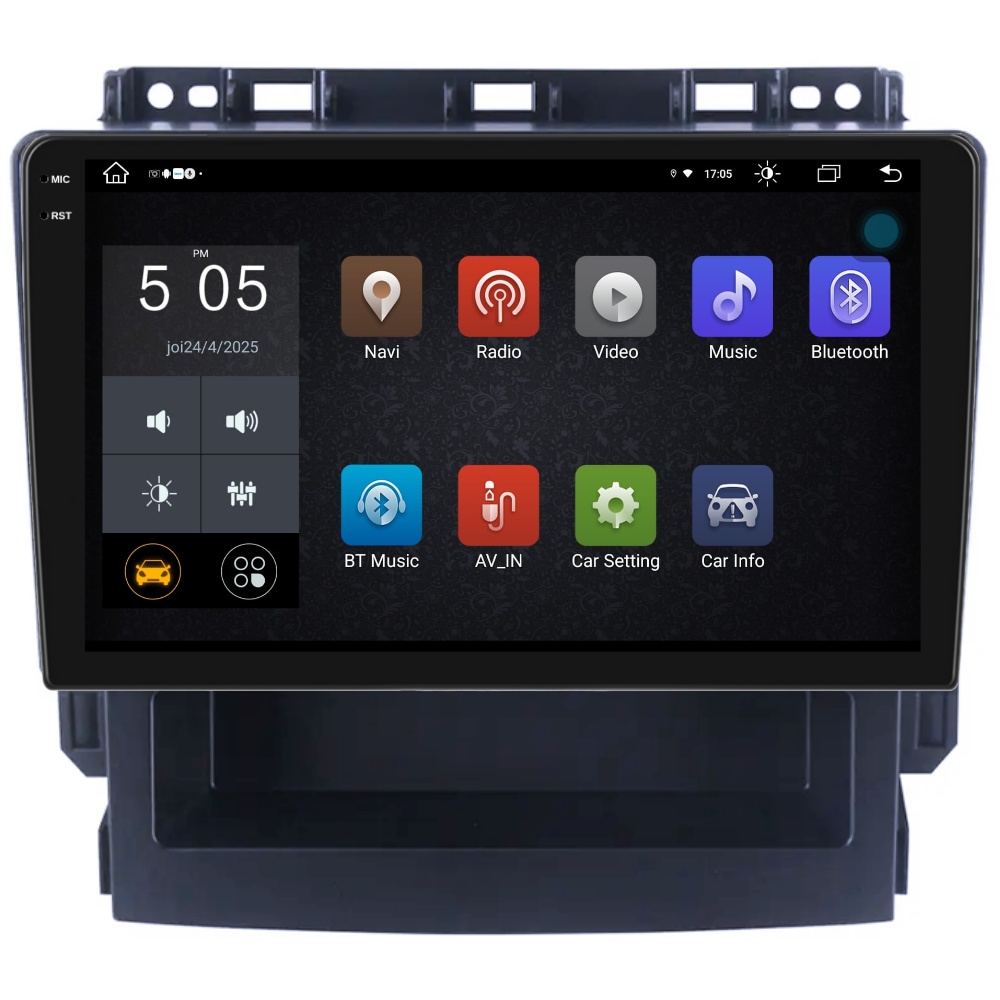 MIC
17:05
RST
PM
5 05
joi24/4/2025
Navi
Radio
Video
Music
Bluetooth
BT Music
AV_IN
Car Setting
Car Info